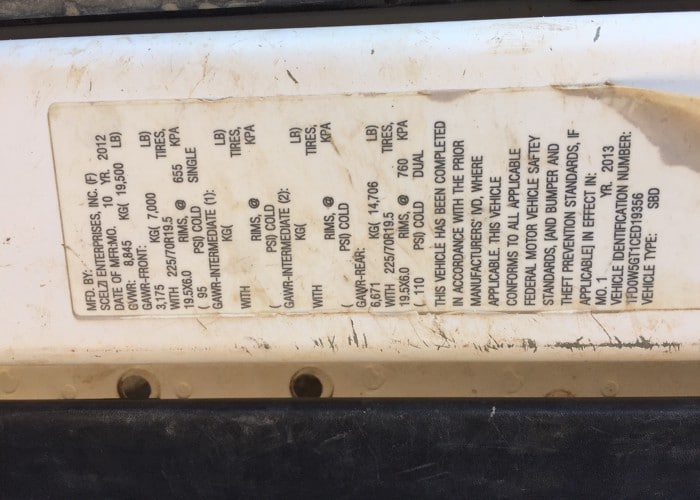 MFD. BY:
SCELZI ENTERPRISES, INC. (F)
DATE OF MFR:MO. 10 YR. 2012
GVWR: 8,845 KG( 19,500 LB)
GAWR-FRONT:
3,175 KG( 7,000 LB)
WITH 225/70R19.5 TIRES,
19.5X6.0 RIMS, @ 655 KPA
( 95 PSI) COLD SINGLE
GAWR-INTERMEDIATE (1):
KG( LB)
TIRES,
WITH RIMS, @ KPA
( PSI) COLD
GAWR-INTERMEDIATE (2):
KG( LB)
TIRES,
WITH RIMS, @ KPA
( PSI) COLD
GAWR-REAR:
6,671 KG( 14,706 LB)
WITH 225/70R19.5 TIRES,
19.5X6.0 RIMS, @ 760 KPA
( 110 PSI) COLD DUAL
THIS VEHICLE HAS BEEN COMPLETED
IN ACCORDANCE WITH THE PRIOR
MANUFACTURERS IVD, WHERE
APPLICABLE. THIS VEHICLE
CONFORMS TO ALL APPLICABLE
FEDERAL MOTOR VEHICLE SAFTEY
STANDARDS, [AND BUMPER AND
THEFT PREVENTION STANDARDS, IF
APPLICABLE] IN EFFECT IN:
MO. 1 YR. 2013
VEHICLE IDENTIFICATION NUMBER:
1FD0W5GT1CED19356
VEHICLE TYPE: SBD